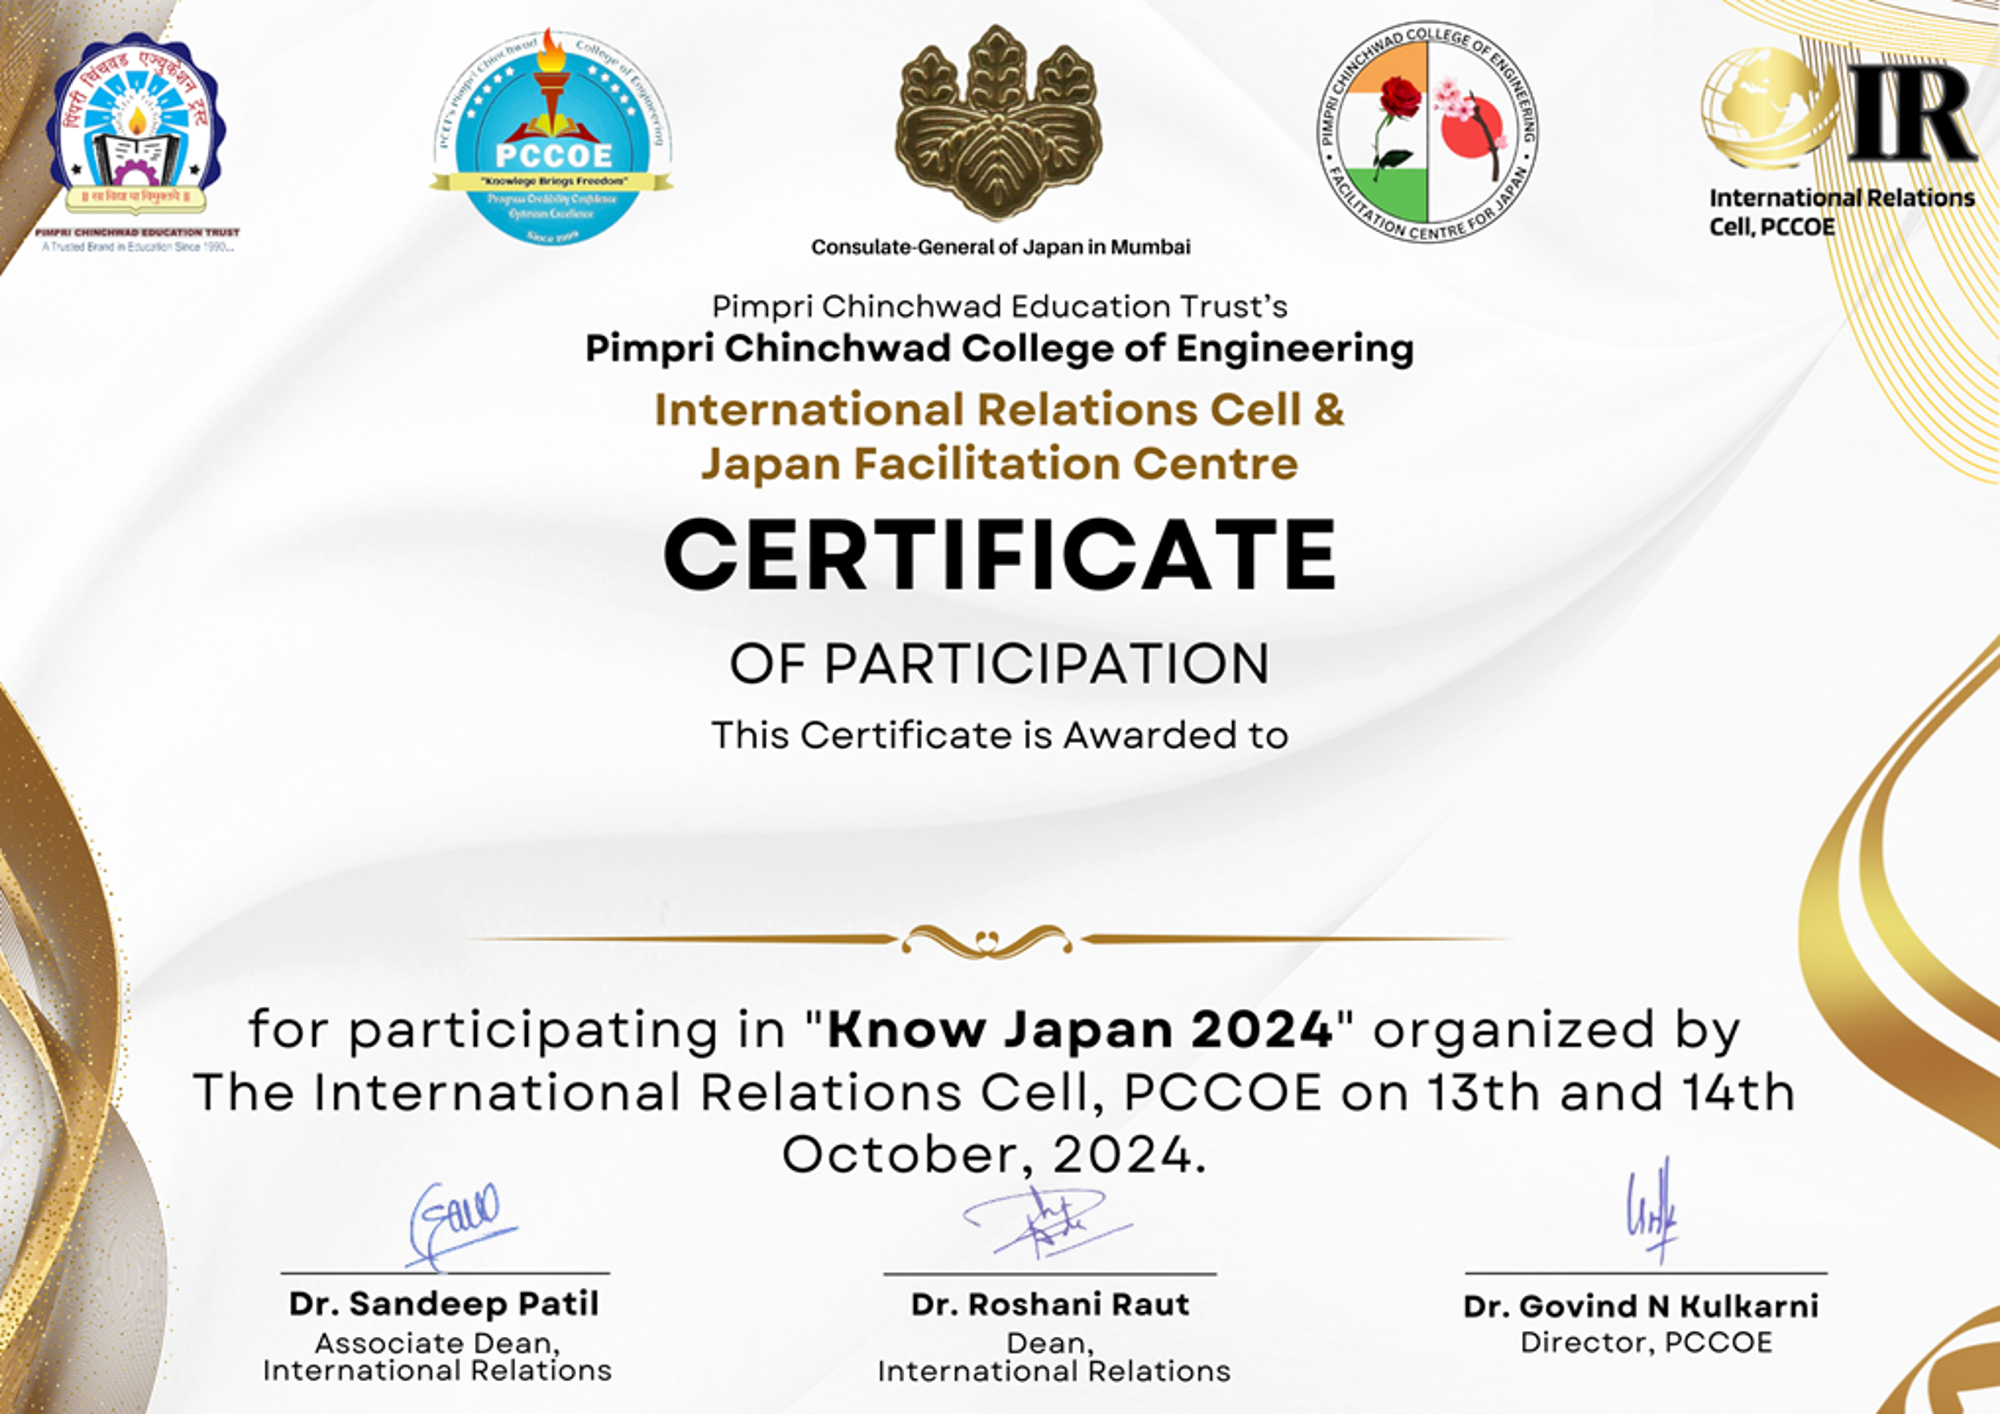 पिंपरी चिंचवड एज्युकेशन ट्रस्ट
PIMPRI CHINCHWAD EDUCATION TRUST
A Trusted Brand in Education Since 1990...
PCET's Pimpri Chinchwad College of Engineering
PCCOE
"Knowlege Brings Freedom"
Progress Credibility Confidence
Optimism Excellence
Since 1999
Consulate-General of Japan in Mumbai
PIMPRI CHINCHWAD COLLEGE OF ENGINEERING
FACILITATION CENTRE FOR JAPAN
IR
International Relations
Cell, PCCOE
Pimpri Chinchwad Education Trust’s
Pimpri Chinchwad College of Engineering
International Relations Cell &
Japan Facilitation Centre
CERTIFICATE
OF PARTICIPATION
This Certificate is Awarded to
for participating in "Know Japan 2024" organized by
The International Relations Cell, PCCOE on 13th and 14th
October, 2024.
Dr. Sandeep Patil
Associate Dean,
International Relations
Dr. Roshani Raut
Dean,
International Relations
Dr. Govind N Kulkarni
Director, PCCOE